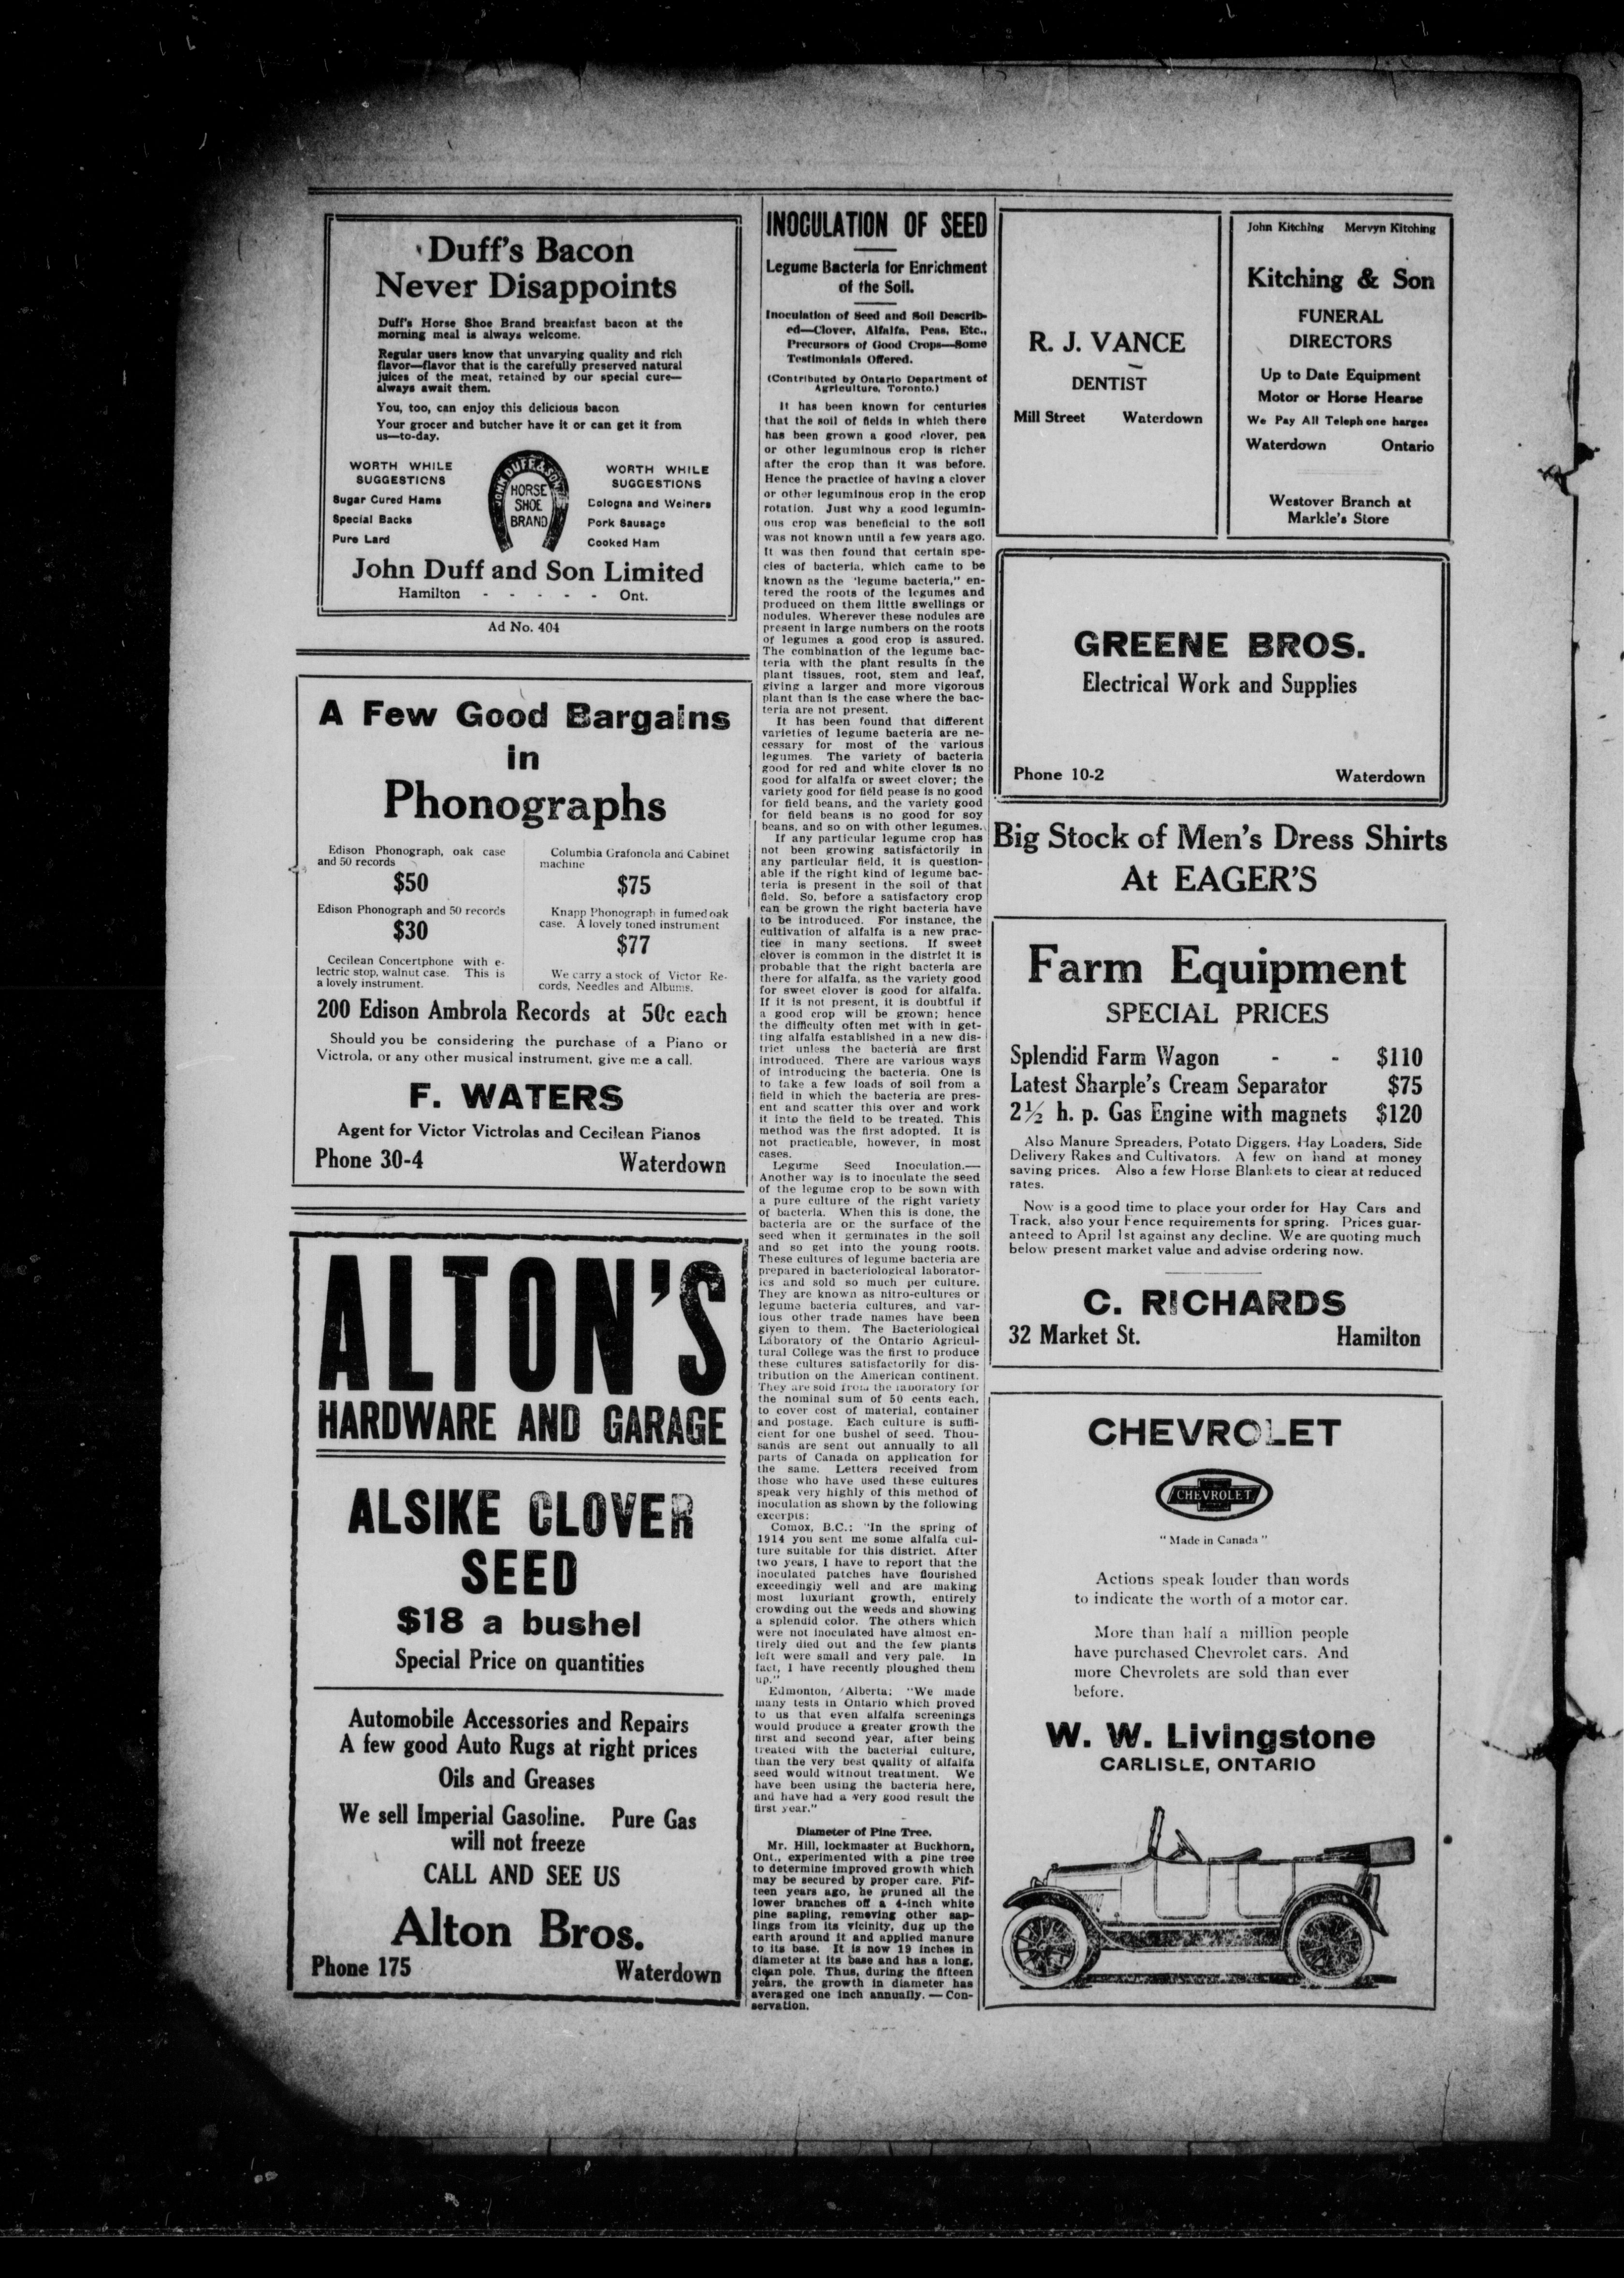 Duff's Bacon
Never Disappoints
Duff's Horse Shoe Brand breakfast bacon at the
morning meal is always welcome.
Regular users know that unvarying quality and rich
flavor—flavor that is the carefully preserved natural
juices of the meat, retained by our special cure—
always await them.
You, too, can enjoy this delicious bacon
Your grocer and butcher have it or can get it from
us—to-day.
WORTH WHILE
SUGGESTIONS
Sugar Cured Hams
Special Backs
Pure Lard
JOHN DUFF & SON
HORSE
SHOE
BRAND
WORTH WHILE
SUGGESTIONS
Cologna and Weiners
Pork Sausage
Cooked Ham
John Duff and Son Limited
Hamilton - - - - - Ont.
Ad No. 404
A Few Good Bargains
in
Phonographs
Edison Phonograph, oak case
and 50 records
$50
Edison Phonograph and 50 records
$30
Cecilean Concertphone with e-
lectric stop, walnut case. This is
a lovely instrument.
Columbia Grafonola and Cabinet
machine
$75
Knapp Phonograph in fumed oak
case. A lovely toned instrument
$77
We carry a stock of Victor Re-
cords, Needles and Albums.
200 Edison Ambrola Records at 50c each
Should you be considering the purchase of a Piano or
Victrola, or any other musical instrument, give me a call.
F. WATERS
Agent for Victor Victrolas and Cecilean Pianos
Phone 30-4 Waterdown
ALTON'S
HARDWARE AND GARAGE
ALSIKE CLOVER
SEED
$18 a bushel
Special Price on quantities
Automobile Accessories and Repairs
A few good Auto Rugs at right prices
Oils and Greases
We sell Imperial Gasoline. Pure Gas
will not freeze
CALL AND SEE US
Alton Bros.
Phone 175 Waterdown
INOCULATION OF SEED
Legume Bacteria for Enrichment
of the Soil.
Inoculation of Seed and Soil Describ-
ed—Clover, Alfalfa, Peas, Etc.,
Precursors of Good Crops—Some
Testimonials Offered.
(Contributed by Ontario Department of
Agriculture, Toronto.)
It has been known for centuries
that the soil of fields in which there
has been grown a good clover, pea
or other leguminous crop is richer
after the crop than it was before.
Hence the practice of having a clover
or other leguminous crop in the crop
rotation. Just why a good legumin-
ous crop was beneficial to the soil
was not known until a few years ago.
It was then found that certain spe-
cies of bacteria, which came to be
known as the 'legume bacteria," en-
tered the roots of the legumes and
produced on them little swellings or
nodules. Wherever these nodules are
present in large numbers on the roots
of legumes a good crop is assured.
The combination of the legume bac-
teria with the plant results in the
plant tissues, root, stem and leaf,
giving a larger and more vigorous
plant than is the case where the bac-
teria are not present.
It has been found that different
varieties of legume bacteria are ne-
cessary for most of the various
legumes. The variety of bacteria
good for red and white clover is no
good for alfalfa or sweet clover; the
variety good for field pease is no good
for field beans, and the variety good
for field beans is no good for soy
beans, and so on with other legumes.
If any particular legume crop has
not been growing satisfactorily in
any particular field, it is question-
able if the right kind of legume bac-
teria is present in the soil of that
field. So, before a satisfactory crop
can be grown the right bacteria have
to be introduced. For instance, the
cultivation of alfalfa is a new prac-
tice in many sections. If sweet
clover is common in the district it is
probable that the right bacteria are
there for alfalfa, as the variety good
for sweet clover is good for alfalfa.
If it is not present, it is doubtful if
a good crop will be grown; hence
the difficulty often met with in get-
ting alfalfa established in a new dis-
trict unless the bacteria are first
introduced. There are various ways
of introducing the bacteria. One is
to take a few loads of soil from a
field in which the bacteria are pres-
ent and scatter this over and work
it into the field to be treated. This
method was the first adopted. It is
not practicable, however, in most
cases.
Legume Seed Inoculation.—
Another way is to inoculate the seed
of the legume crop to be sown with
a pure culture of the right variety
of bacteria. When this is done, the
bacteria are on the surface of the
seed when it germinates in the soil
and so get into the young roots.
These cultures of legume bacteria are
prepared in bacteriological laborator-
ies and sold so much per culture.
They are known as nitro-cultures or
legume bacteria cultures, and var-
ious other trade names have been
given to them. The Bacteriological
Laboratory of the Ontario Agricul-
tural College was the first to produce
these cultures satisfactorily for dis-
tribution on the American continent.
They are sold from the laboratory for
the nominal sum of 50 cents each,
to cover cost of material, container
and postage. Each culture is suffi-
cient for one bushel of seed. Thou-
sands are sent out annually to all
parts of Canada on application for
the same. Letters received from
those who have used these cultures
speak very highly of this method of
inoculation as shown by the following
excerpts:
Comox, B.C.: "In the spring of
1914 you sent me some alfalfa cul-
ture suitable for this district. After
two years, I have to report that the
inoculated patches have flourished
exceedingly well and are making
most luxuriant growth, entirely
crowding out the weeds and showing
a splendid color. The others which
were not inoculated have almost en-
tirely died out and the few plants
left were small and very pale. In
fact, I have recently ploughed them
up."
Edmonton, Alberta: "We made
many tests in Ontario which proved
to us that even alfalfa screenings
would produce a greater growth the
first and second year, after being
treated with the bacterial culture,
than the very best quality of alfalfa
seed would without treatment. We
have been using the bacteria here,
and have had a very good result the
first year."
Diameter of Pine Tree.
Mr. Hill, lockmaster at Buckhorn,
Ont., experimented with a pine tree
to determine improved growth which
may be secured by proper care. Fif-
teen years ago, he pruned all the
lower branches off a 4-inch white
pine sapling, removing other sap-
lings from its vicinity, dug up the
earth around it and applied manure
to its base. It is now 19 inches in
diameter at its base and has a long,
clean pole. Thus, during the fifteen
years, the growth in diameter has
averaged one inch annually. — Con-
servation.
R. J. VANCE
DENTIST
Mill Street Waterdown
John Kitching Mervyn Kitching
Kitching & Son
FUNERAL
DIRECTORS
Up to Date Equipment
Motor or Horse Hearse
We Pay All Telephone harges
Waterdown Ontario
Westover Branch at
Markle's Store
GREENE BROS.
Electrical Work and Supplies
Phone 10-2 Waterdown
Big Stock of Men's Dress Shirts
At EAGER'S
Farm Equipment
SPECIAL PRICES
Splendid Farm Wagon - - $110
Latest Sharple's Cream Separator $75
2½ h. p. Gas Engine with magnets $120
Also Manure Spreaders, Potato Diggers, Hay Loaders, Side
Delivery Rakes and Cultivators. A few on hand at money
saving prices. Also a few Horse Blankets to clear at reduced
rates.
Now is a good time to place your order for Hay Cars and
Track, also your Fence requirements for spring. Prices guar-
anteed to April 1st against any decline. We are quoting much
below present market value and advise ordering now.
C. RICHARDS
32 Market St. Hamilton
CHEVROLET
CHEVROLET
"Made in Canada"
Actions speak louder than words
to indicate the worth of a motor car.
More than half a million people
have purchased Chevrolet cars. And
more Chevrolets are sold than ever
before.
W. W. Livingstone
CARLISLE, ONTARIO